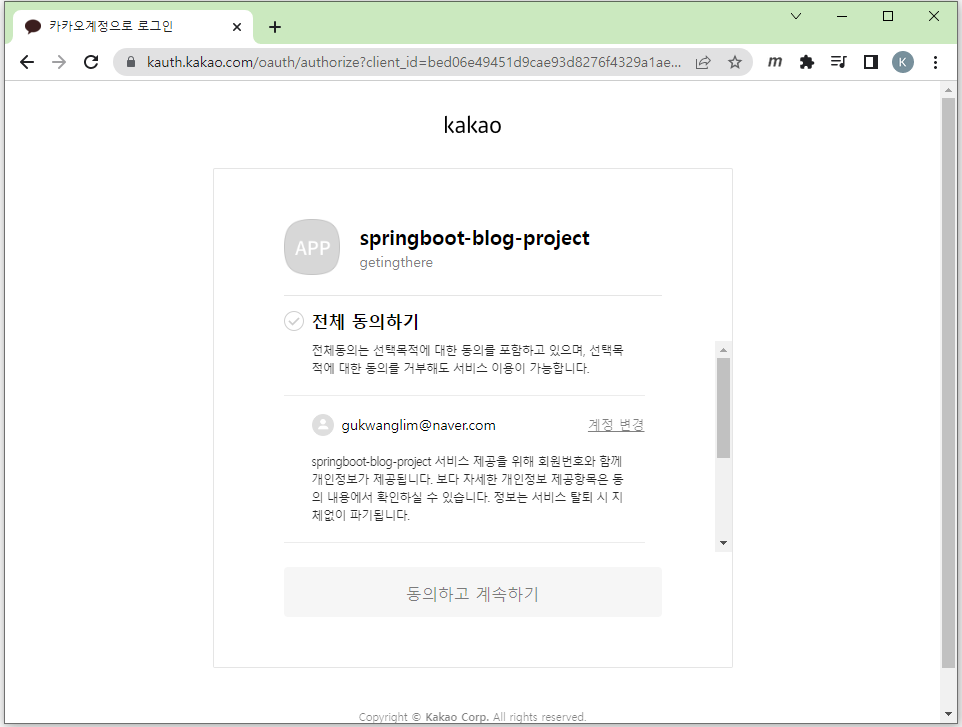 카카오계정으로 로그인
kauth.kakao.com/oauth/authorize?client_id=bed06e49451d9cae93d8276f4329a1ae...
m
K
kakao
APP
springboot-blog-project
getingthere
전체 동의하기
전체동의는 선택목적에 대한 동의를 포함하고 있으며, 선택목
적에 대한 동의를 거부해도 서비스 이용이 가능합니다.
gukwanglim@naver.com 계정 변경
springboot-blog-project 서비스 제공을 위해 회원번호와 함께
개인정보가 제공됩니다. 보다 자세한 개인정보 제공항목은 동
의 내용에서 확인하실 수 있습니다. 정보는 서비스 탈퇴 시 지
체없이 파기됩니다.
동의하고 계속하기
Copyright © Kakao Corp. All rights reserved.